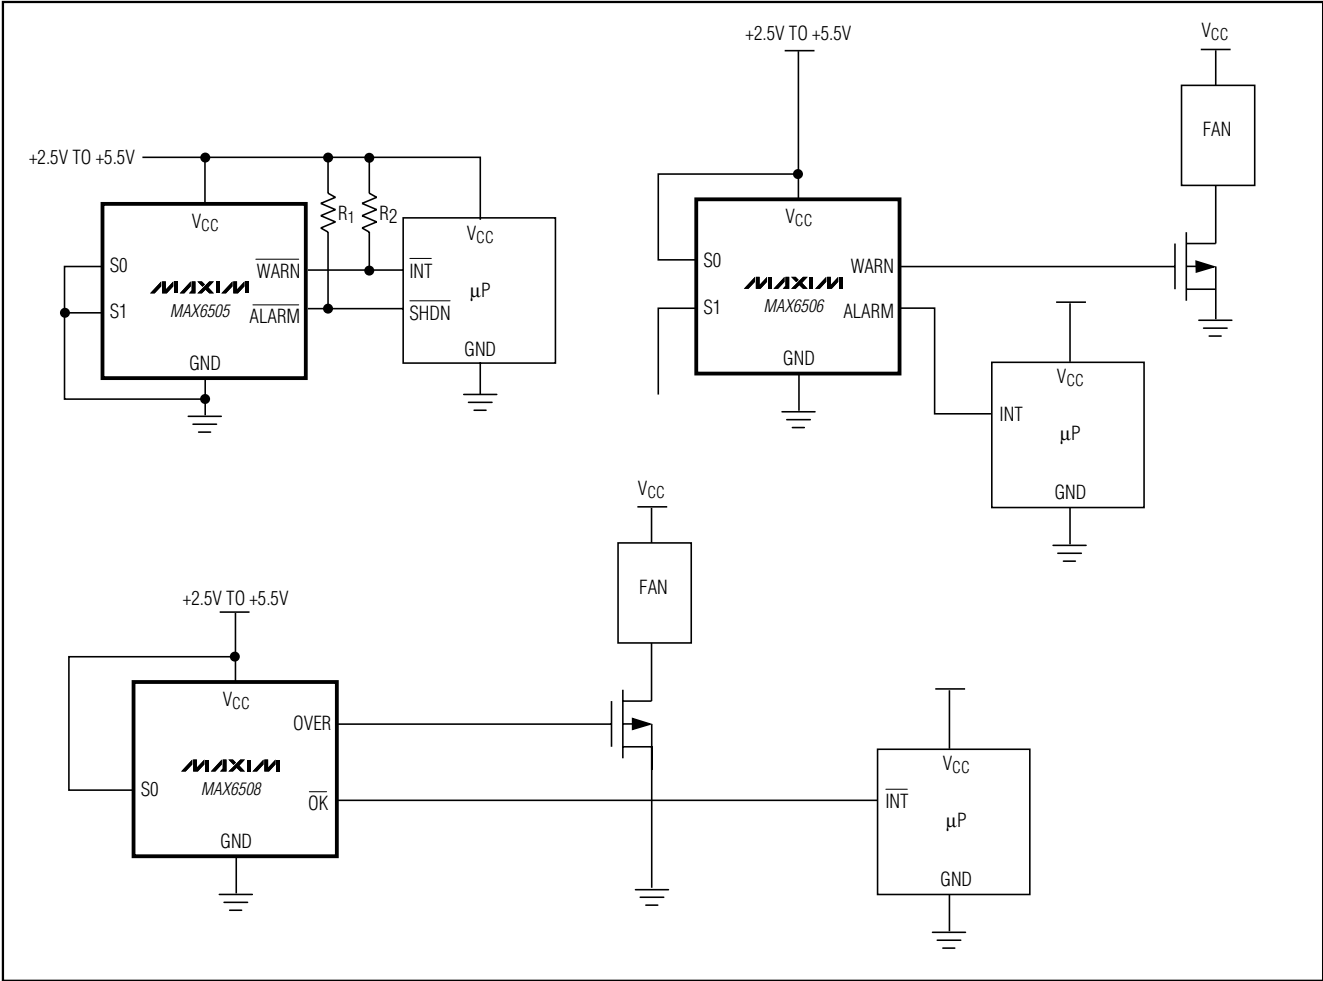 +2.5V TO +5.5V
VCC
S0
S1
WARN
ALARM
MAXIM
MAX6505
GND
R1
R2
VCC
INT
SHDN
μP
GND
+2.5V TO +5.5V
VCC
S0
S1
WARN
ALARM
MAXIM
MAX6506
GND
VCC
FAN
VCC
INT
μP
GND
+2.5V TO +5.5V
VCC
OVER
MAXIM
MAX6508
S0
OK
GND
VCC
FAN
VCC
INT
μP
GND